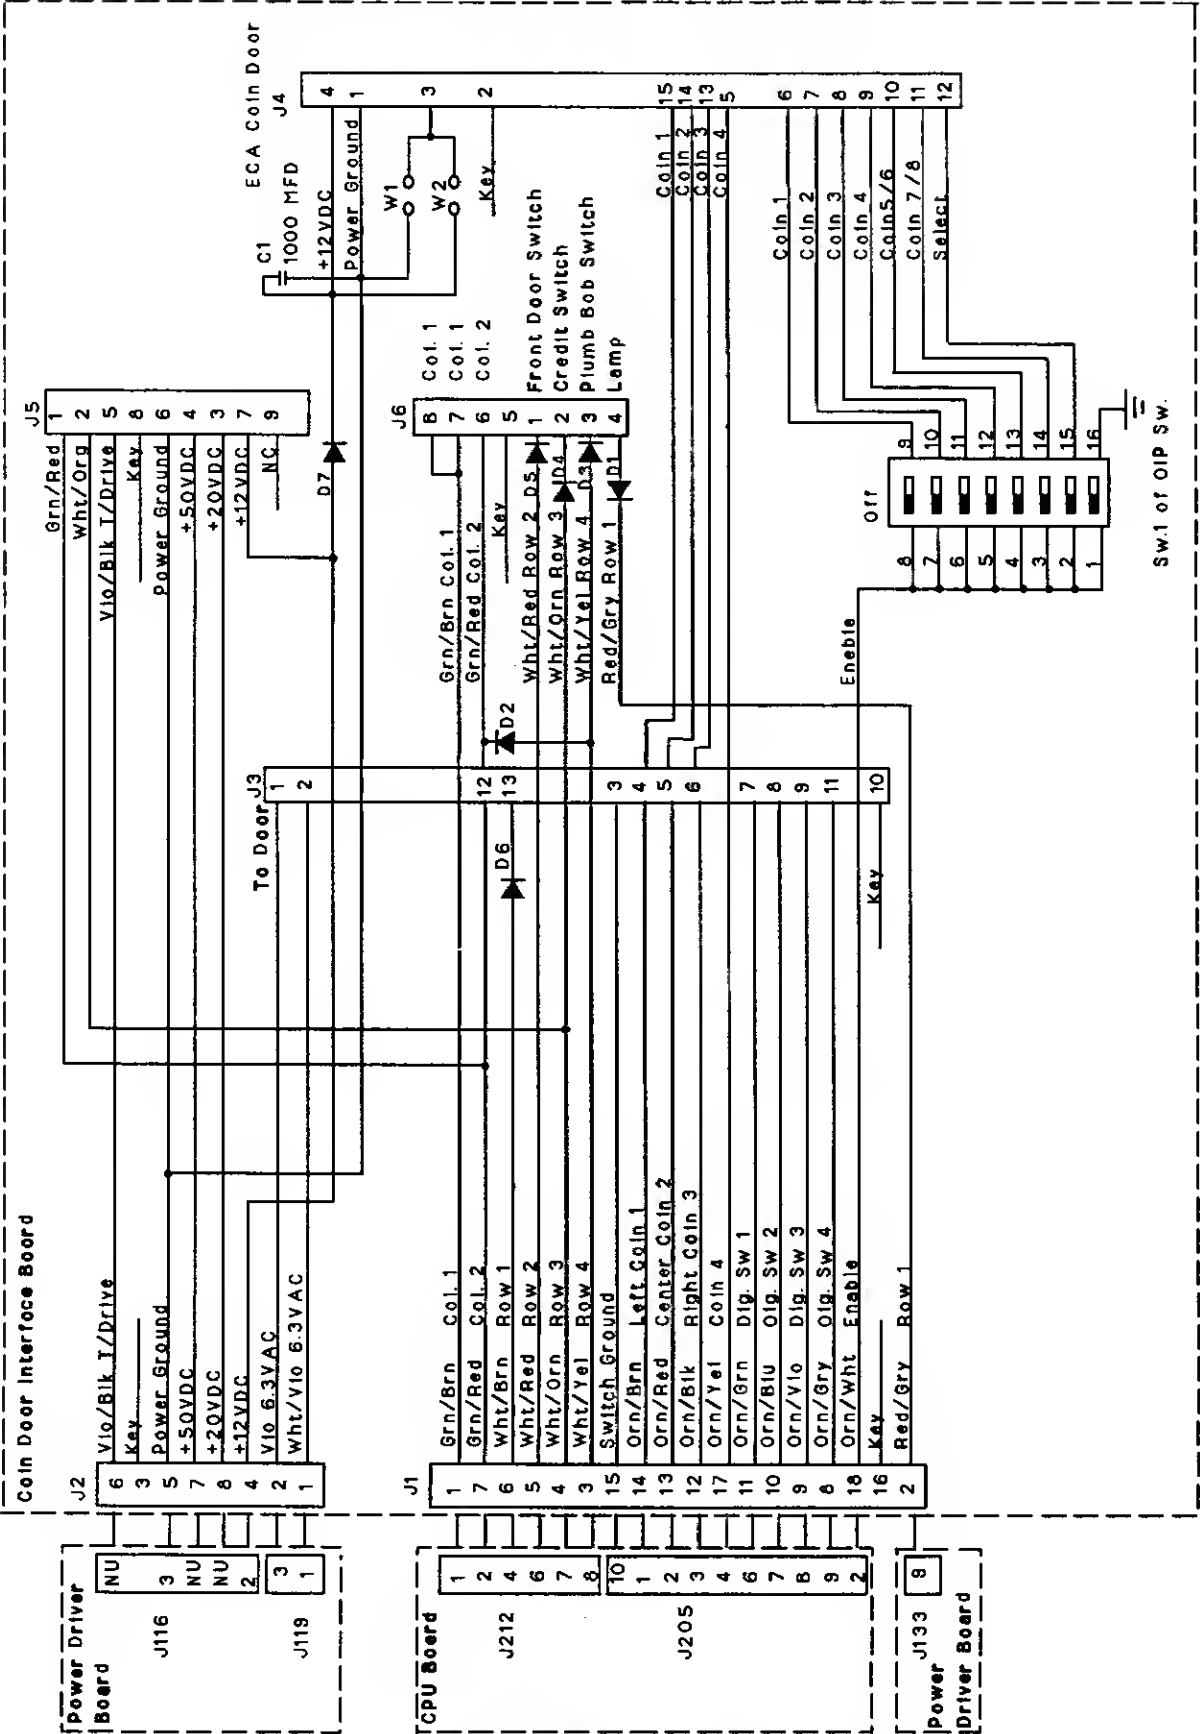 Coin Door Interface Board
Power Driver
Board
J116
NU
3
NU
NU
2
J119
3
1
CPU Board
J212
1
2
4
6
7
8
J205
10
1
2
3
4
6
7
8
9
2
J133
9
Power
Driver Board
J2
6
3
5
7
8
4
2
1
Vio/Blk T/Drive
Key
Power Ground
+50VDC
+20VDC
+12VDC
Vio 6.3VAC
Wht/Vio 6.3VAC
J1
1
7
6
5
4
3
15
14
13
12
17
11
10
9
8
18
16
2
Grn/Brn Col. 1
Grn/Red Col. 2
Wht/Brn Row 1
Wht/Red Row 2
Wht/Orn Row 3
Wht/Yel Row 4
Switch Ground
Orn/Brn Left Coin 1
Orn/Red Center Coin 2
Orn/Blk Right Coin 3
Orn/Yel Coin 4
Orn/Grn Dig. Sw 1
Orn/Blu Dig. Sw 2
Orn/Vio Dig. Sw 3
Orn/Gry Dig. Sw 4
Orn/Wht Enable
Key
Red/Gry Row 1
To Door
J3
1
2
12
13
3
4
5
6
7
8
9
11
10
D6
D2
Key
Enable
J5
1
2
5
8
6
4
3
7
9
Grn/Red
Wht/Org
Vio/Blk T/Drive
Key
Power Ground
+50VDC
+20VDC
+12VDC
NC
D7
Grn/Brn Col. 1
Grn/Red Col. 2
Key
Wht/Red Row 2 D5
Wht/Orn Row 3 D4
Wht/Yel Row 4 D3
Red/Gry Row 1 D1
J6
8
7
6
5
1
2
3
4
Col. 1
Col. 1
Col. 2
Front Door Switch
Credit Switch
Plumb Bob Switch
Lamp
C1
1000 MFD
ECA Coin Door
+12VDC
Power Ground
W1
W2
Key
J4
4
1
3
2
15
14
13
5
6
7
8
9
10
11
12
Coin 1
Coin 2
Coin 3
Coin 4
Coin 1
Coin 2
Coin 3
Coin 4
Coin5/6
Coin 7/8
Select
Off
8
7
6
5
4
3
2
1
9
10
11
12
13
14
15
16
Sw.1 of DIP Sw.